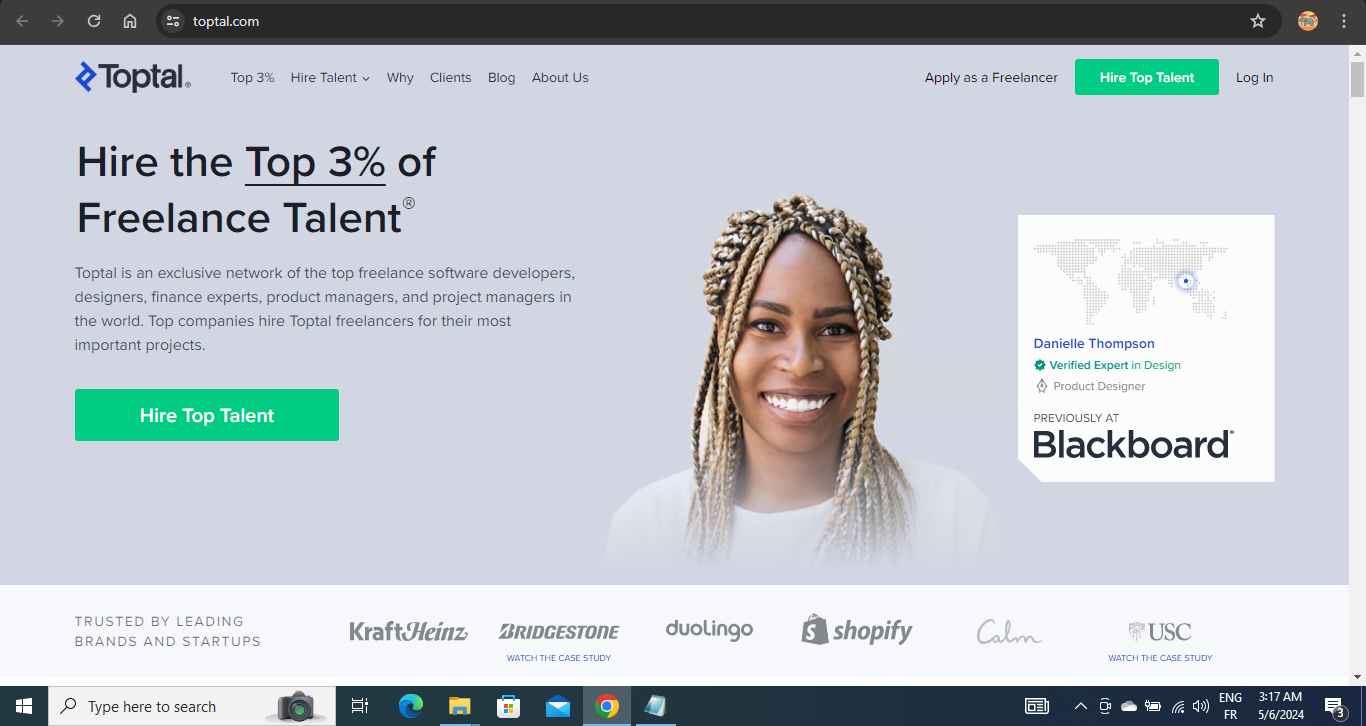 toptal.com
Toptal®
Top 3%
Hire Talent
Why
Clients
Blog
About Us
Apply as a Freelancer
Hire Top Talent
Log In
Hire the Top 3% of
Freelance Talent®
Toptal is an exclusive network of the top freelance software developers,
designers, finance experts, product managers, and project managers in
the world. Top companies hire Toptal freelancers for their most
important projects.
Hire Top Talent
Danielle Thompson
Verified Expert in Design
Product Designer
PREVIOUSLY AT
Blackboard
TRUSTED BY LEADING
BRANDS AND STARTUPS
KraftHeinz
BRIDGESTONE
WATCH THE CASE STUDY
duolingo
shopify
Calm
USC
WATCH THE CASE STUDY
Type here to search
ENG
FR
3:17 AM
5/6/2024
3